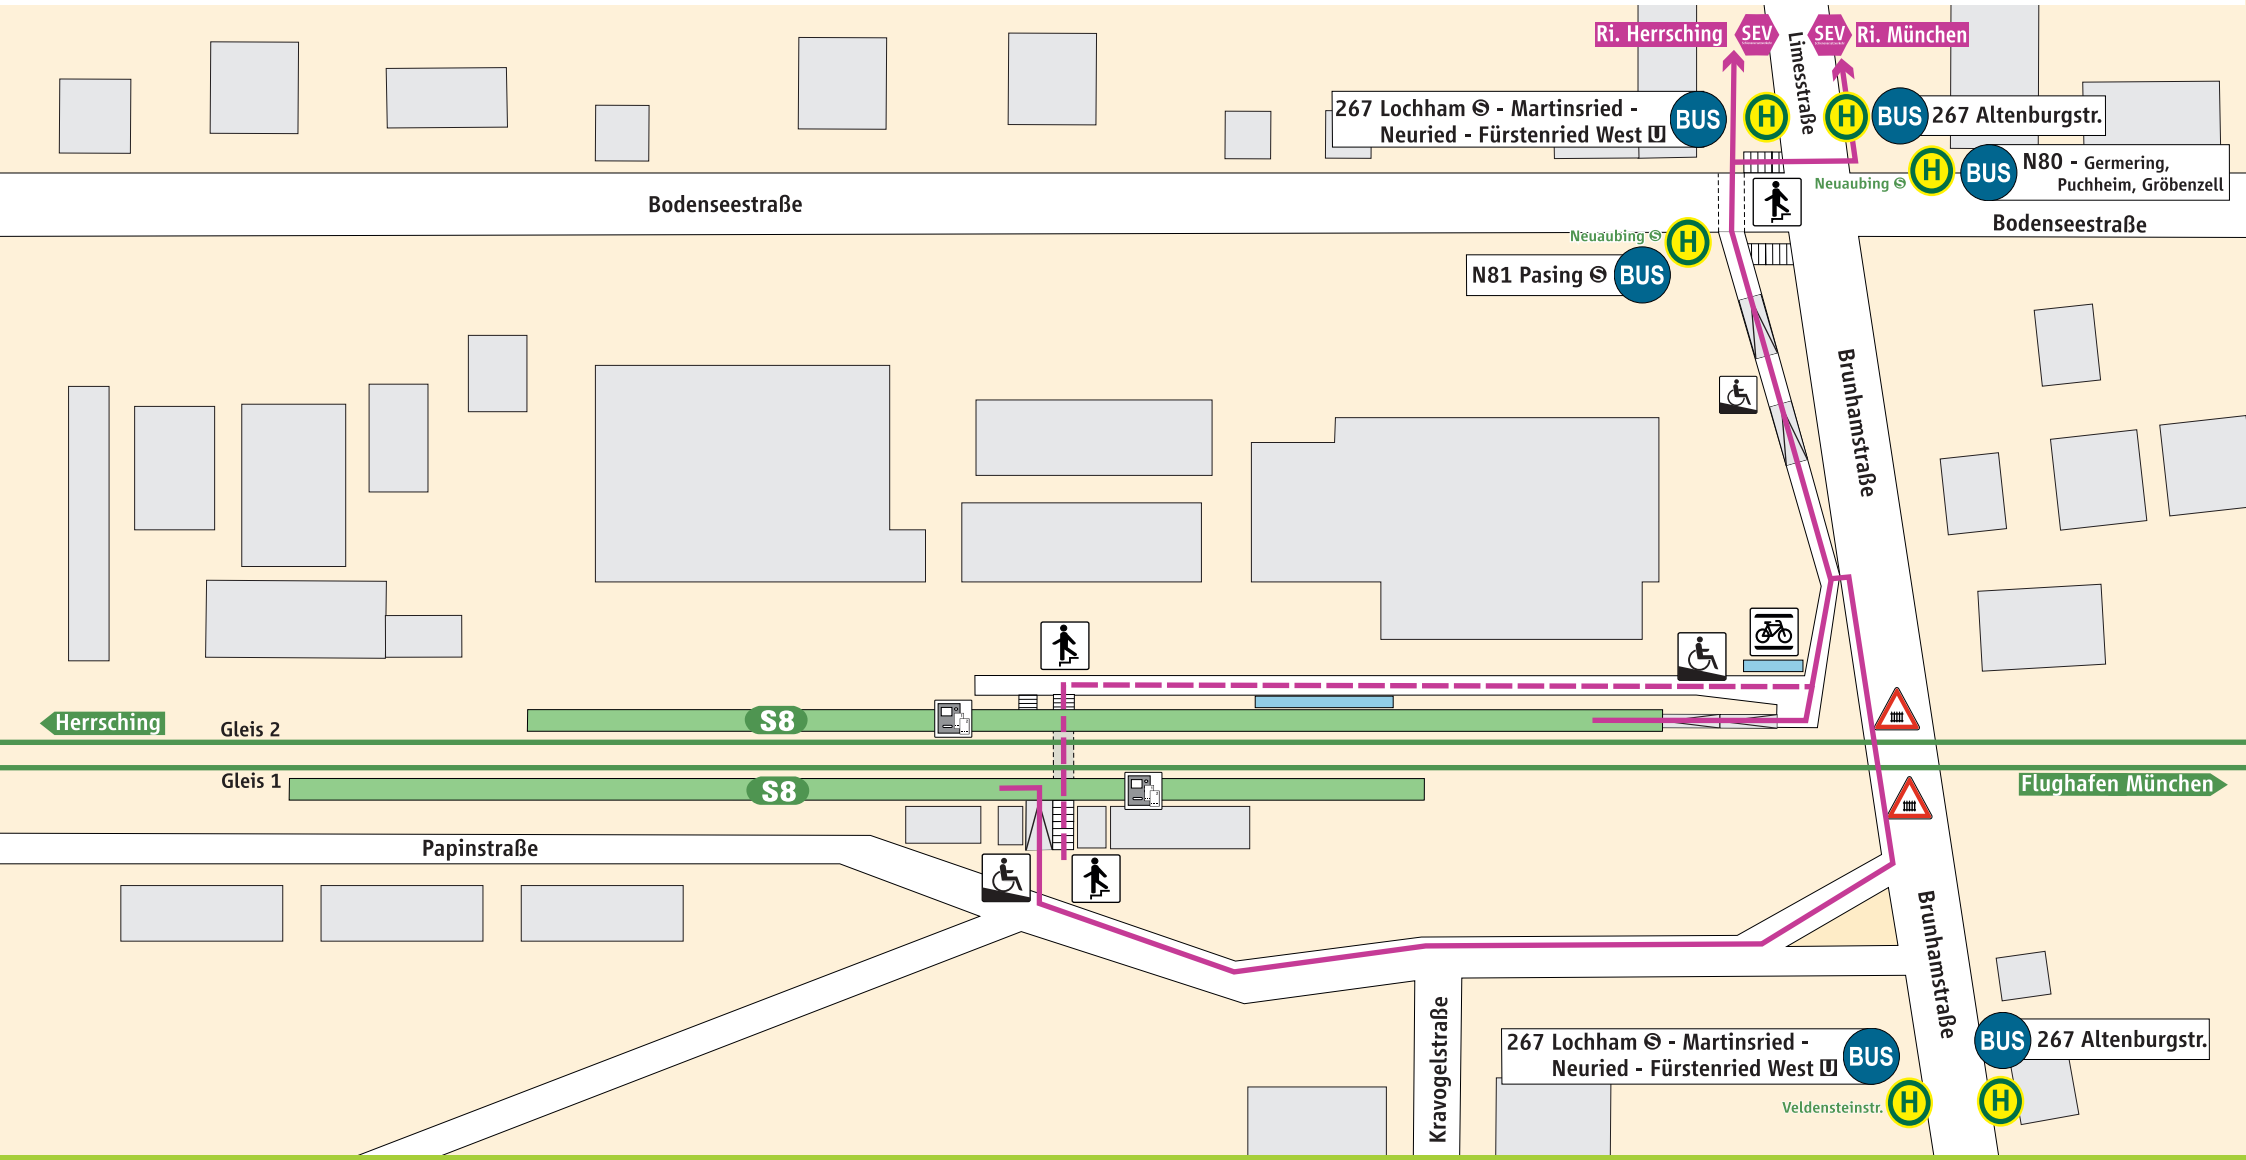 Ri. Herrsching
SEV
SEV
Ri. München
Limesstraße
267 Lochham S - Martinsried -
Neuried - Fürstenried West U
BUS
H
H
BUS
267 Altenburgstr.
Neuaubing S
H
BUS
N80 - Germering,
Puchheim, Gröbenzell
Bodenseestraße
Bodenseestraße
Neuaubing S
H
N81 Pasing S
BUS
Brunhamstraße
Herrsching
Gleis 2
S8
Gleis 1
S8
Flughafen München
Papinstraße
Brunhamstraße
Kravogelstraße
267 Lochham S - Martinsried -
Neuried - Fürstenried West U
BUS
BUS
267 Altenburgstr.
Veldensteinstr.
H
H